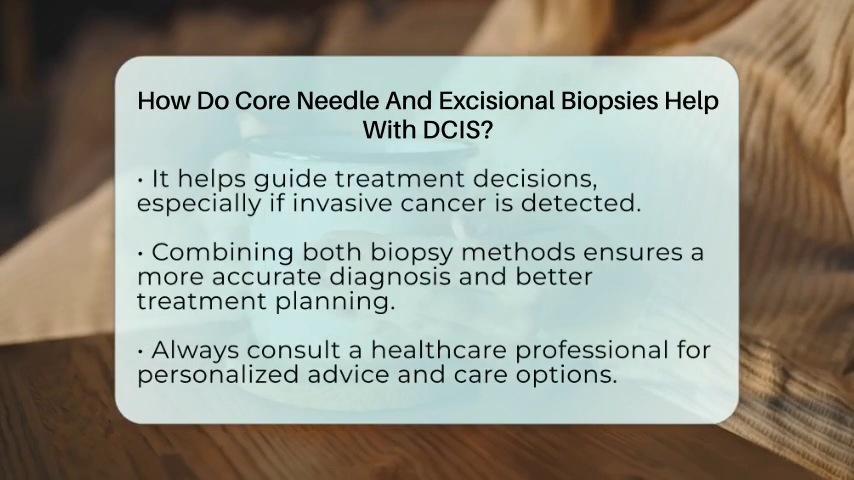 How Do Core Needle And Excisional Biopsies Help
With DCIS?
• It helps guide treatment decisions,
especially if invasive cancer is detected.
• Combining both biopsy methods ensures a
more accurate diagnosis and better
treatment planning.
• Always consult a healthcare professional for
personalized advice and care options.